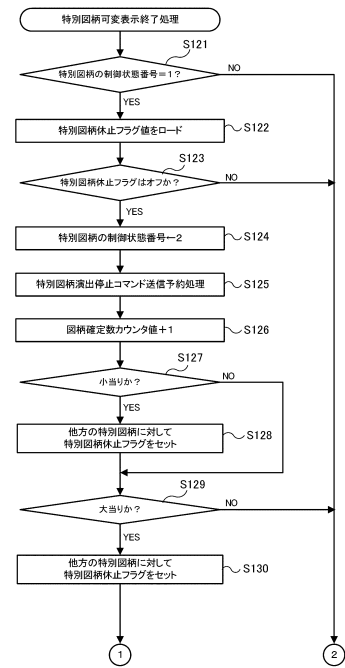 特別図柄可変表示終了処理
S121
特別図柄の制御状態番号=1?
NO
YES
特別図柄休止フラグ値をロード
S122
S123
特別図柄休止フラグはオフか?
NO
YES
特別図柄の制御状態番号←2
S124
特別図柄演出停止コマンド送信予約処理
S125
図柄確定数カウンタ値+1
S126
S127
小当りか?
NO
YES
他方の特別図柄に対して
特別図柄休止フラグをセット
S128
S129
大当りか?
NO
YES
他方の特別図柄に対して
特別図柄休止フラグをセット
S130
1
2